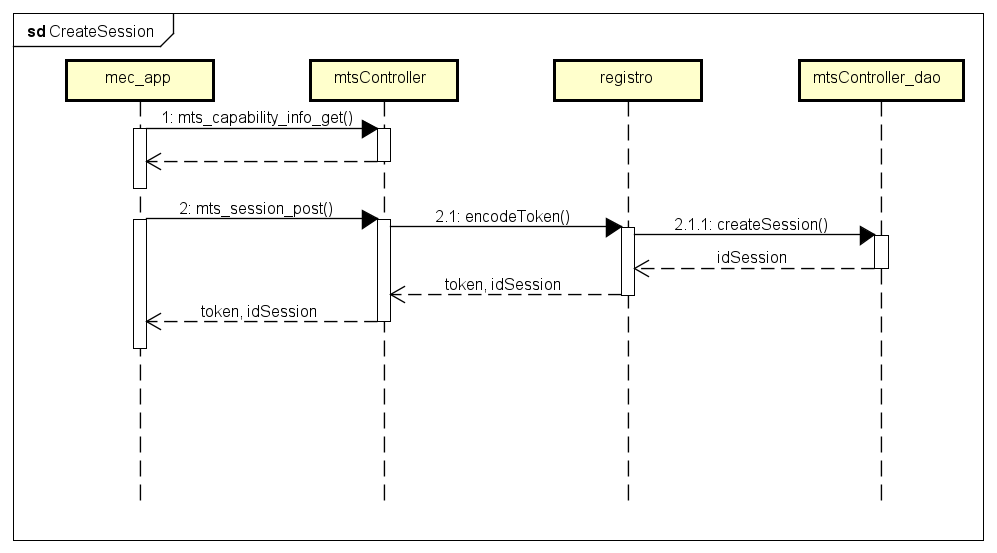 sd CreateSession
mec_app
mtsController
registro
mtsController_dao
1: mts_capability_info_get()
2: mts_session_post()
2.1: encodeToken()
2.1.1: createSession()
idSession
token, idSession
token, idSession